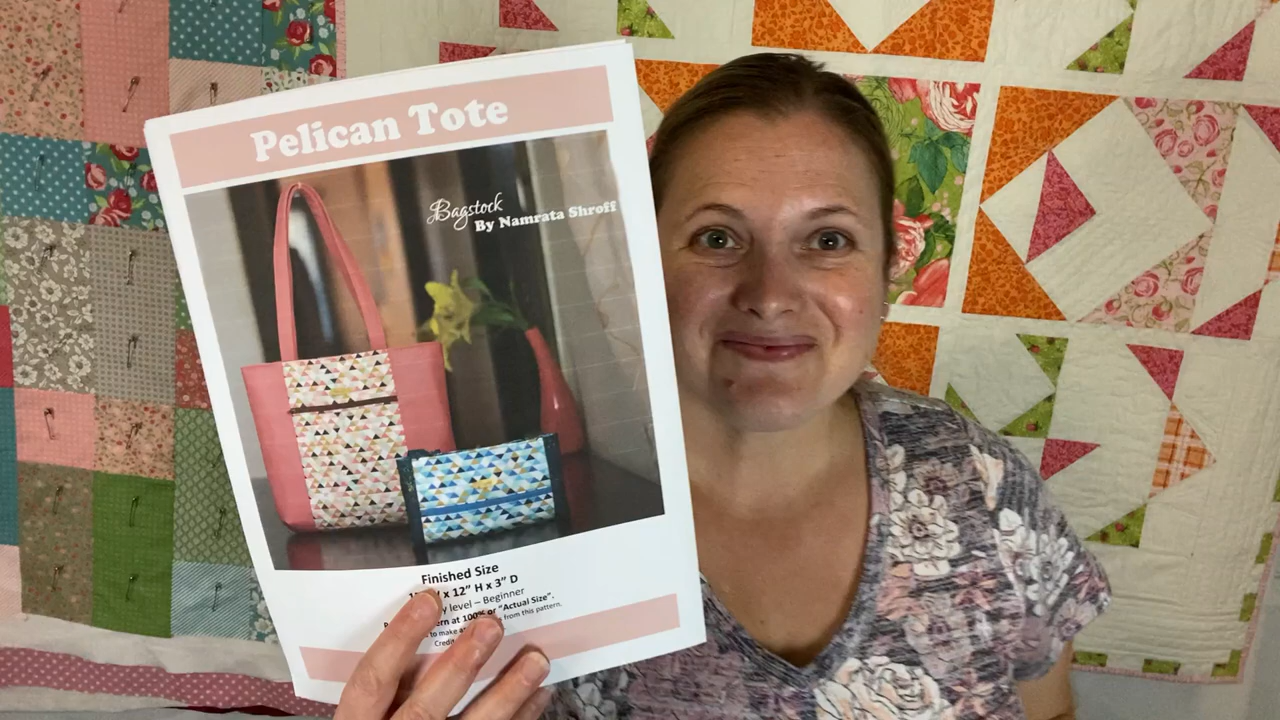 Pelican Tote
Bagstock
By Namrata Shroff
Finished Size
x 12" H x 3" D
level – Beginner
at 100% or "Actual Size".
to make from this pattern.